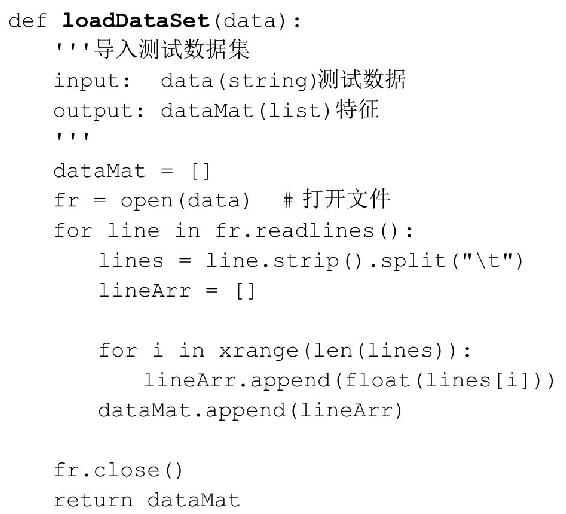 def loadDataSet(data):
    '''导入测试数据集
    input:  data(string)测试数据
    output: dataMat(list)特征
    '''
    dataMat = []
    fr = open(data)  # 打开文件
    for line in fr.readlines():
        lines = line.strip().split("\t")
        lineArr = []

        for i in xrange(len(lines)):
            lineArr.append(float(lines[i]))
        dataMat.append(lineArr)

    fr.close()
    return dataMat